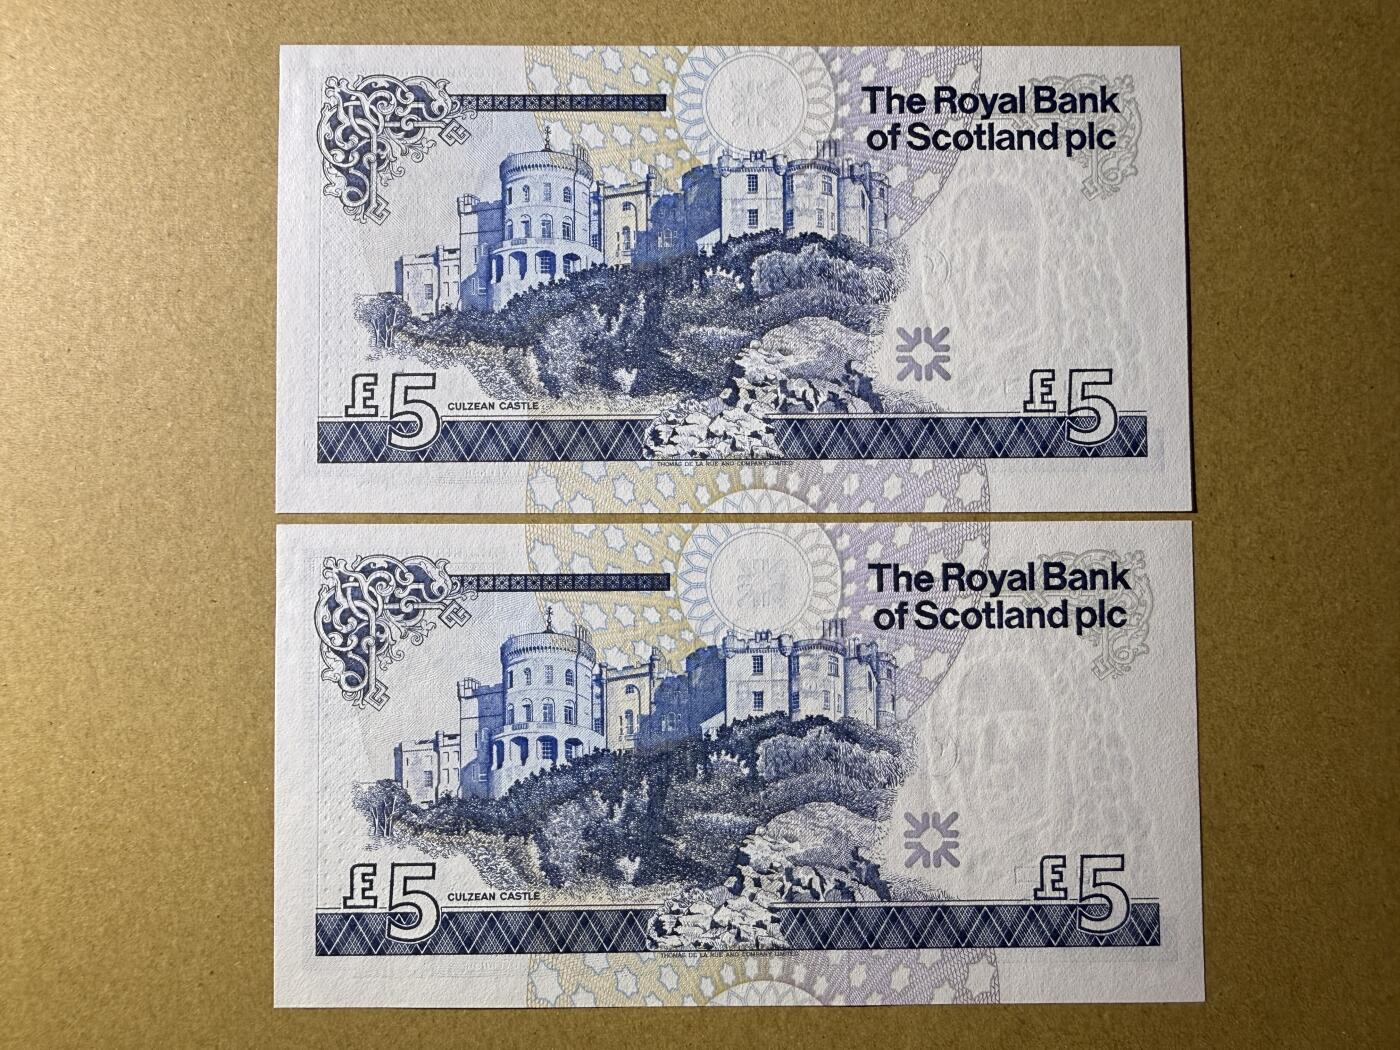 The Royal Bank
of Scotland plc
£5
CULZEAN CASTLE
£5
THOMAS DE LA RUE AND COMPANY LIMITED
The Royal Bank
of Scotland plc
£5
CULZEAN CASTLE
£5
THOMAS DE LA RUE AND COMPANY LIMITED